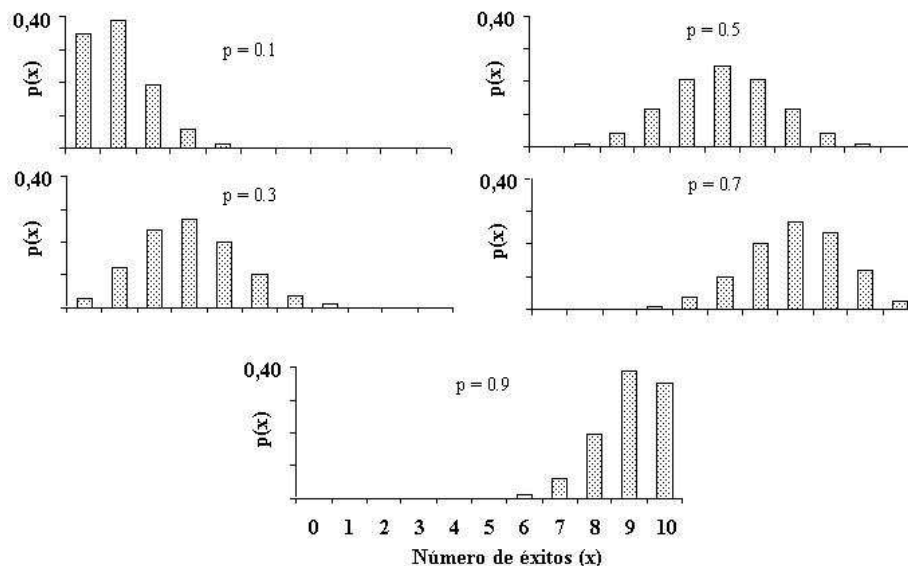 0,40
p(x)
p = 0.1
0,40
p(x)
p = 0.5
0,40
p(x)
p = 0.3
0,40
p(x)
p = 0.7
0,40
p(x)
p = 0.9
0 1 2 3 4 5 6 7 8 9 10
Número de éxitos (x)